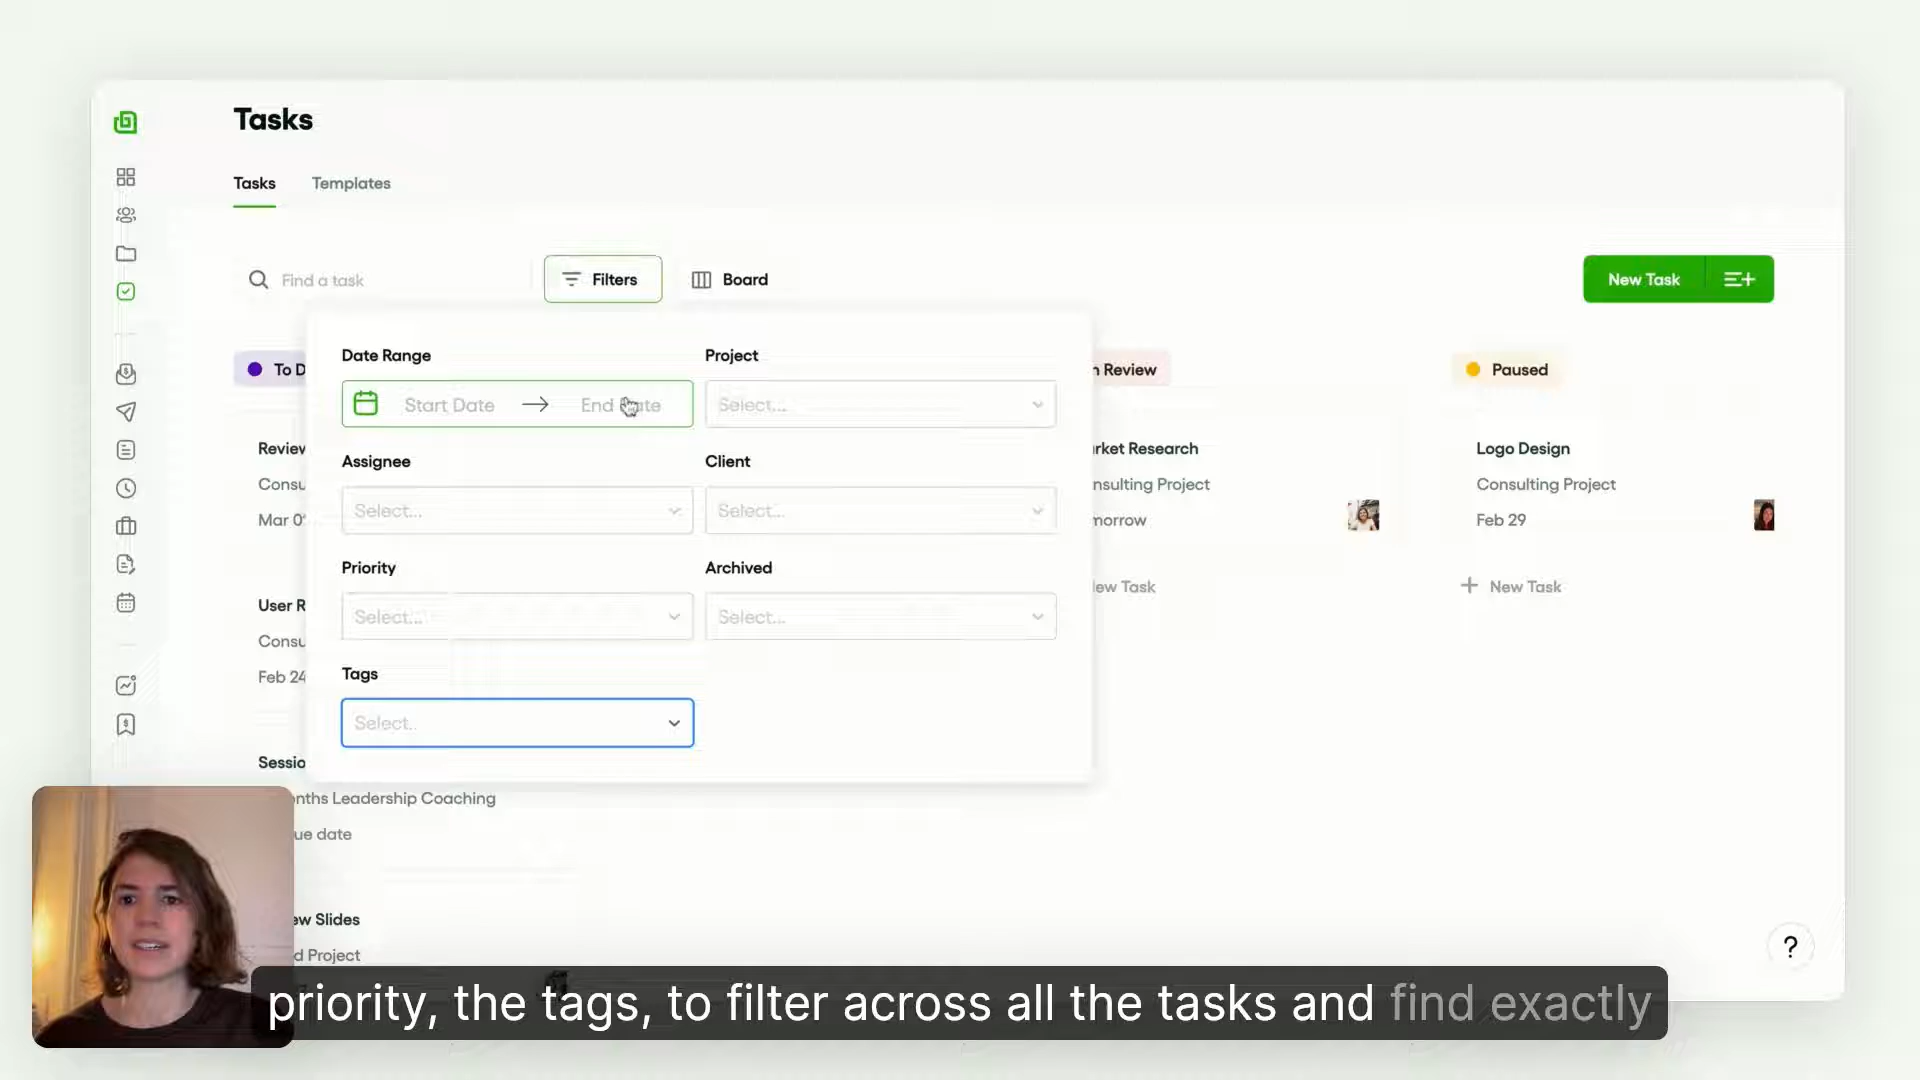 Tasks
Tasks
Templates
Find a task
Filters
Board
New Task
Date Range
Project
Start Date
End Date
Select...
Assignee
Client
Select...
Select...
Priority
Archived
Select...
Select...
Tags
Select..
To D
Review
Consu
Mar 0
User R
Consu
Feb 24
Sessio
onths Leadership Coaching
ue date
ew Slides
d Project
n Review
rket Research
nsulting Project
morrow
ew Task
Paused
Logo Design
Consulting Project
Feb 29
New Task
?
priority, the tags, to filter across all the tasks and find exactly